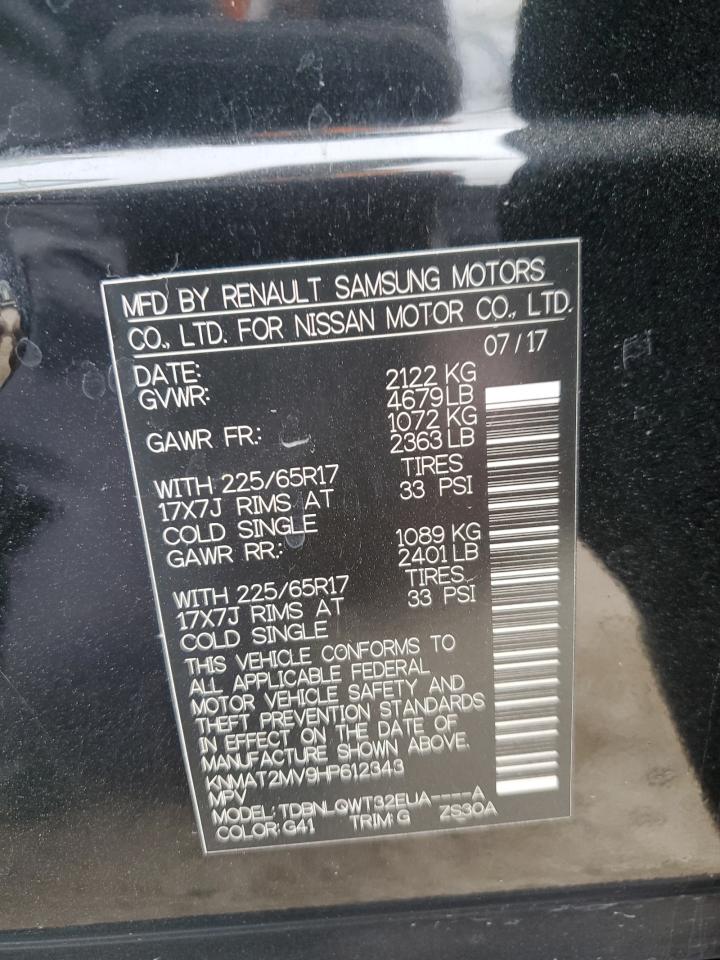 MFD BY RENAULT SAMSUNG MOTORS
CO., LTD. FOR NISSAN MOTOR CO., LTD.
DATE: 07/17
GVWR: 2122 KG
4679LB
GAWR FR.: 1072 KG
2363LB
WITH 225/65R17 TIRES
17X7J RIMS AT 33 PSI
COLD SINGLE
GAWR RR.: 1089 KG
2401LB
WITH 225/65R17 TIRES
17X7J RIMS AT 33 PSI
COLD SINGLE
THIS VEHICLE CONFORMS TO
ALL APPLICABLE FEDERAL
MOTOR VEHICLE SAFETY AND
THEFT PREVENTION STANDARDS
IN EFFECT ON THE DATE OF
MANUFACTURE SHOWN ABOVE.
KNMAT2MV9HP612343
MPV
MODEL: TDBNLQWT32EUA----A
COLOR: G41 TRIM: G ZS30A